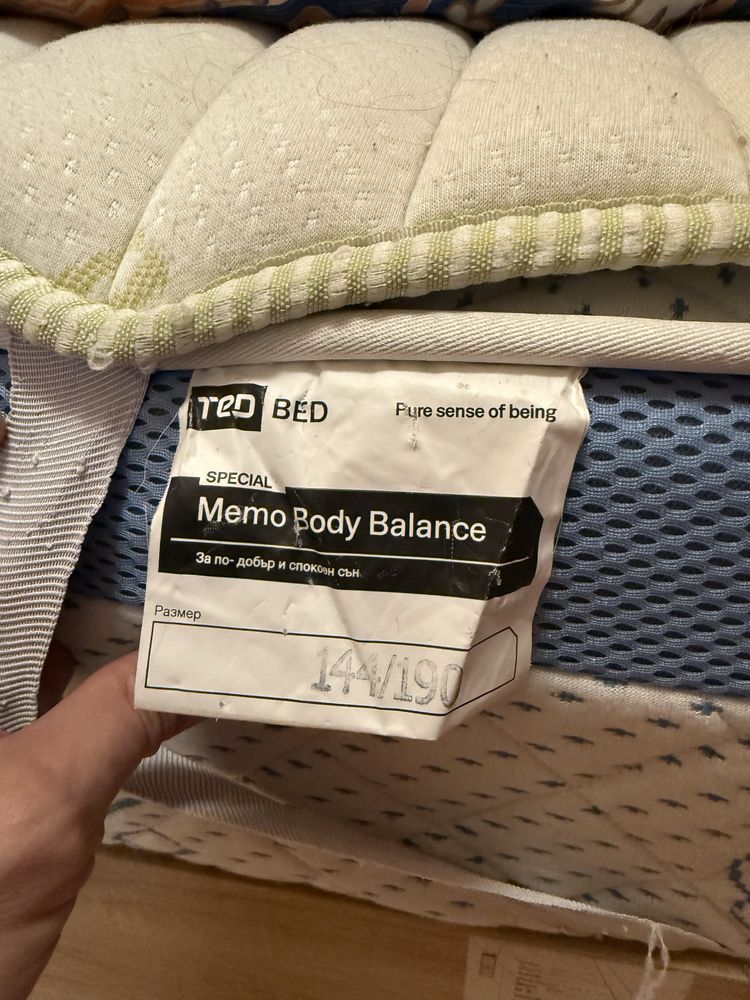 TED BED
Pure sense of being
SPECIAL
Memo Body Balance
За по- добър и спокоен сън
Размер
144/190